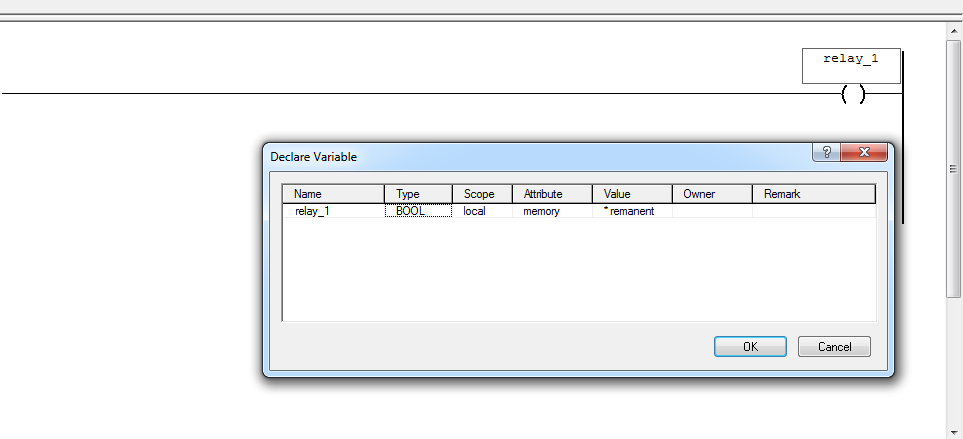 relay_1
( )
Declare Variable
Name Type Scope Attribute Value Owner Remark
relay_1 BOOL local memory * remanent
OK Cancel